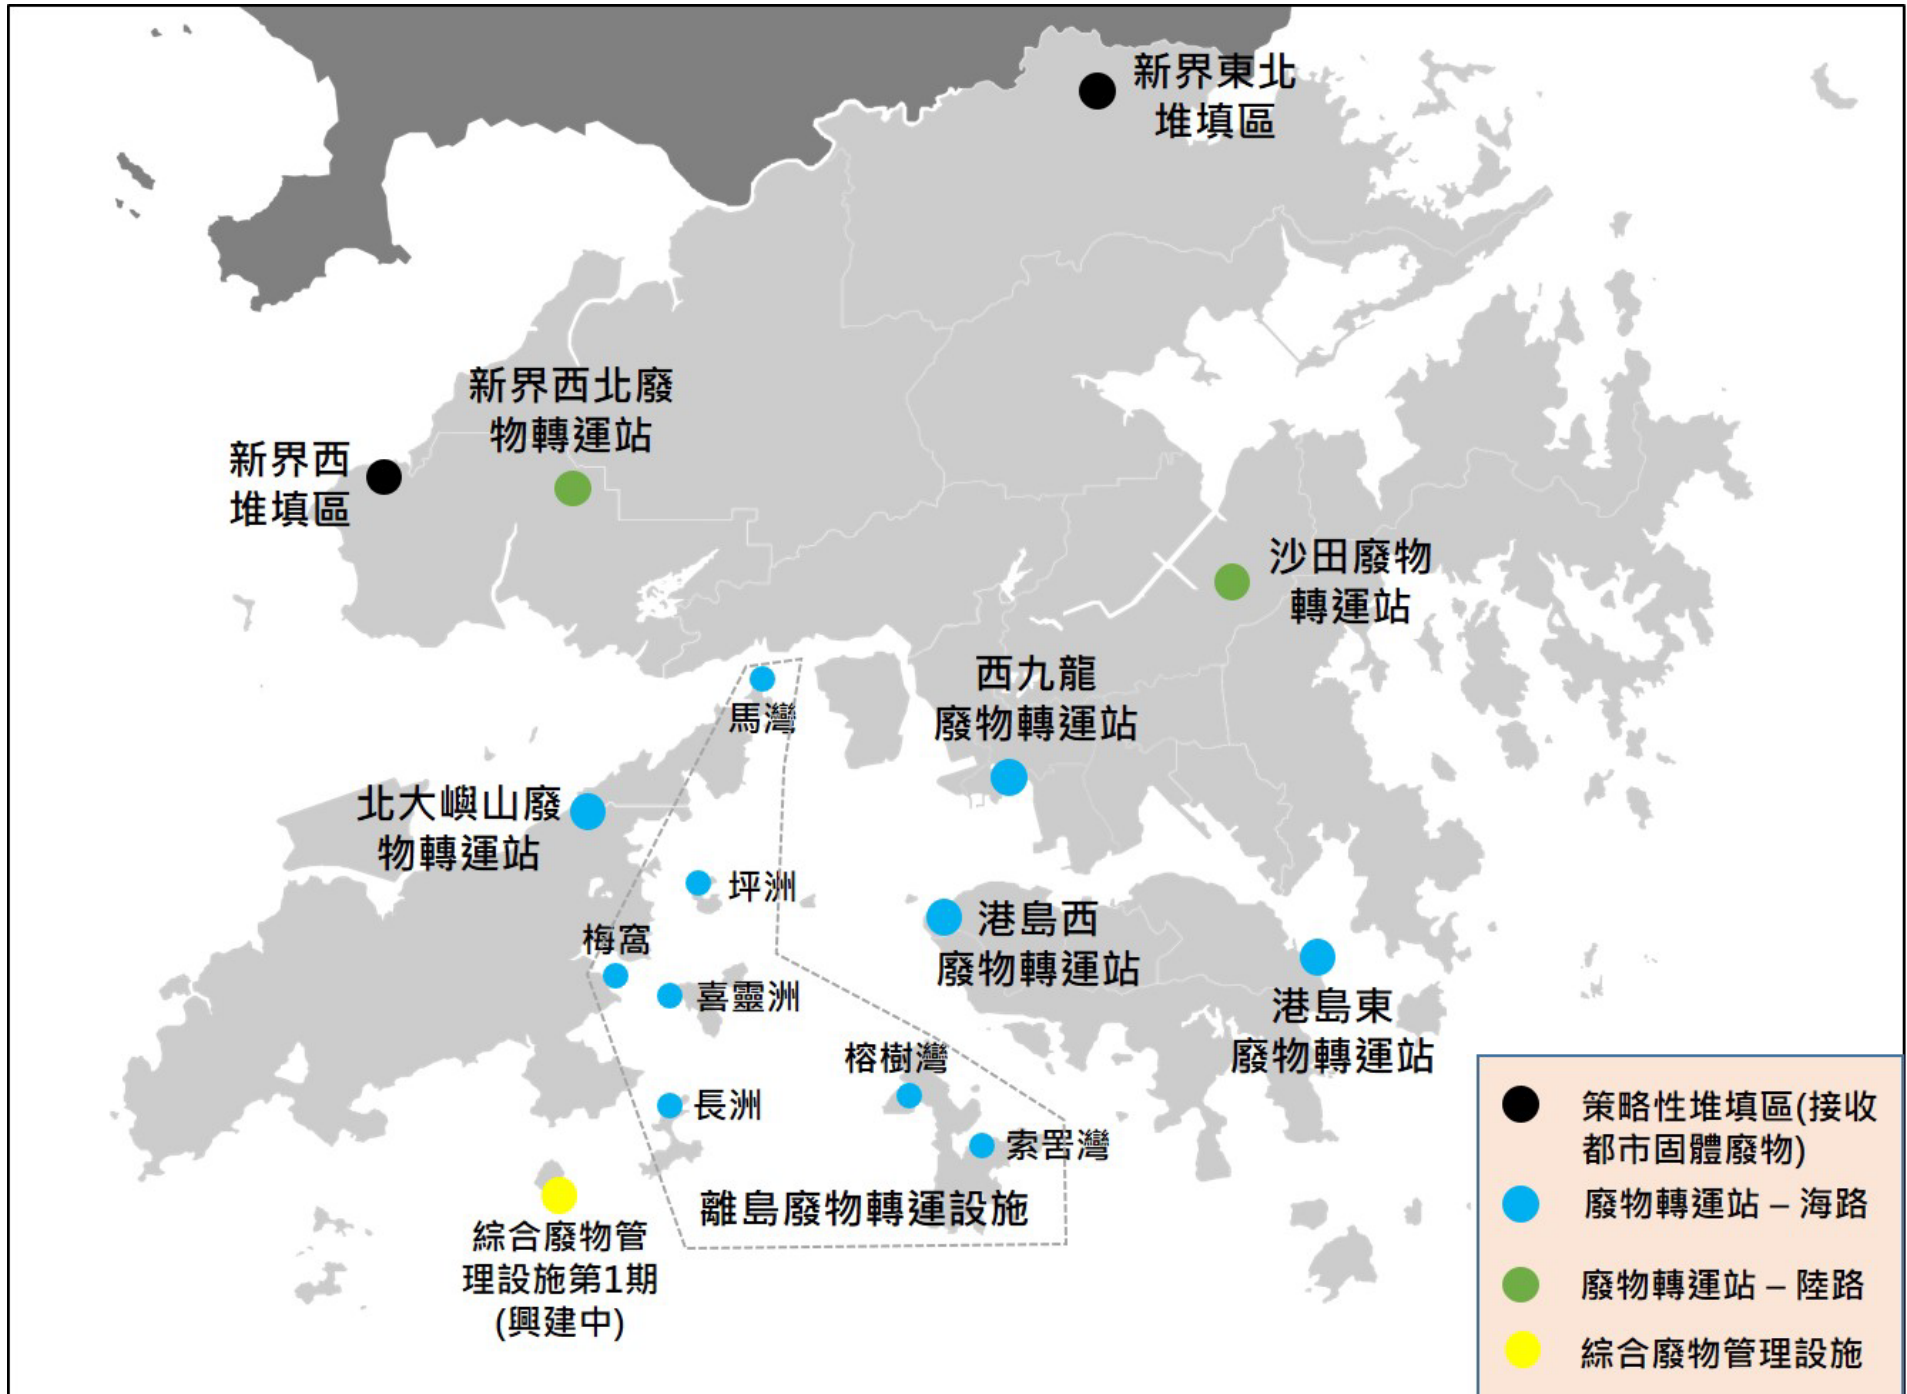 新界東北
堆填區
新界西北廢
物轉運站
新界西
堆填區
沙田廢物
轉運站
西九龍
廢物轉運站
馬灣
北大嶼山廢
物轉運站
坪洲
港島西
廢物轉運站
梅窩
喜靈洲
港島東
廢物轉運站
榕樹灣
長洲
索罟灣
離島廢物轉運設施
綜合廢物管
理設施第1期
(興建中)
策略性堆填區(接收
都市固體廢物)
廢物轉運站 – 海路
廢物轉運站 – 陸路
綜合廢物管理設施